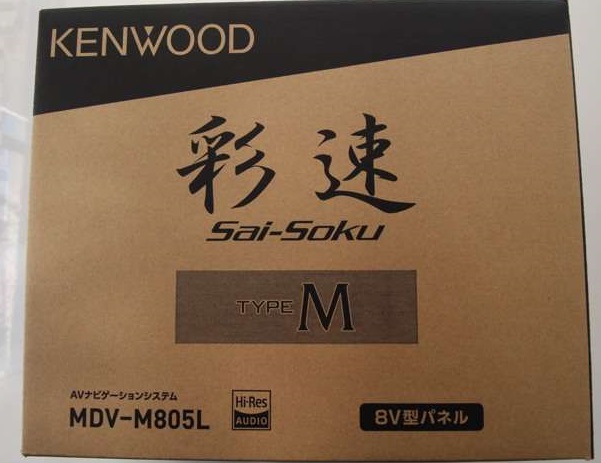 KENWOOD
彩速
Sai-Soku
TYPE M
AVナビゲーションシステム
MDV-M805L
Hi-Res
AUDIO
8V型パネル